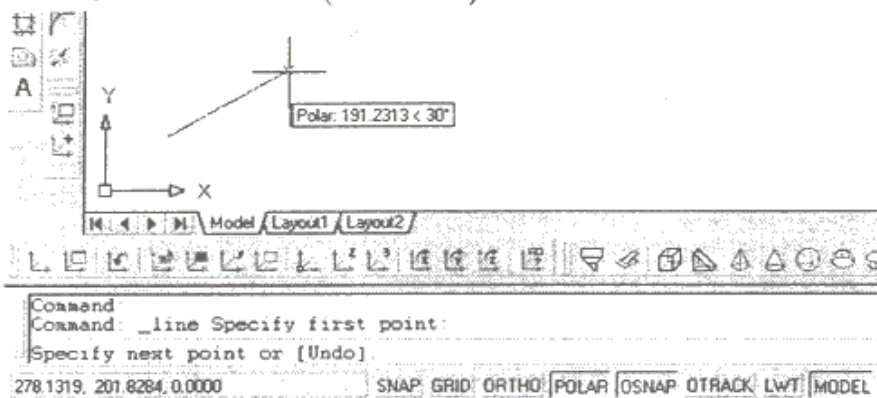 A
Y
Polar: 191.2313 < 30°
X
Model Layout1 Layout2
Command
Command: _line Specify first point:
Specify next point or [Undo]
278.1319, 201.8284, 0.0000 SNAP GRID ORTHO POLAR OSNAP OTRACK LWT MODEL